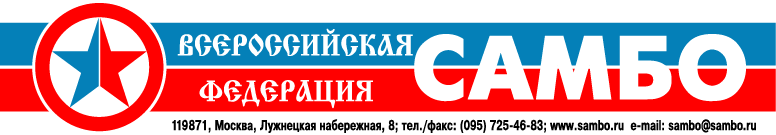 ВСЕРОССИЙСКАЯ
ФЕДЕРАЦИЯ
САМБО
119871, Москва, Лужнецкая набережная, 8; тел./факс: (095) 725-46-83; www.sambo.ru e-mail: sambo@sambo.ru